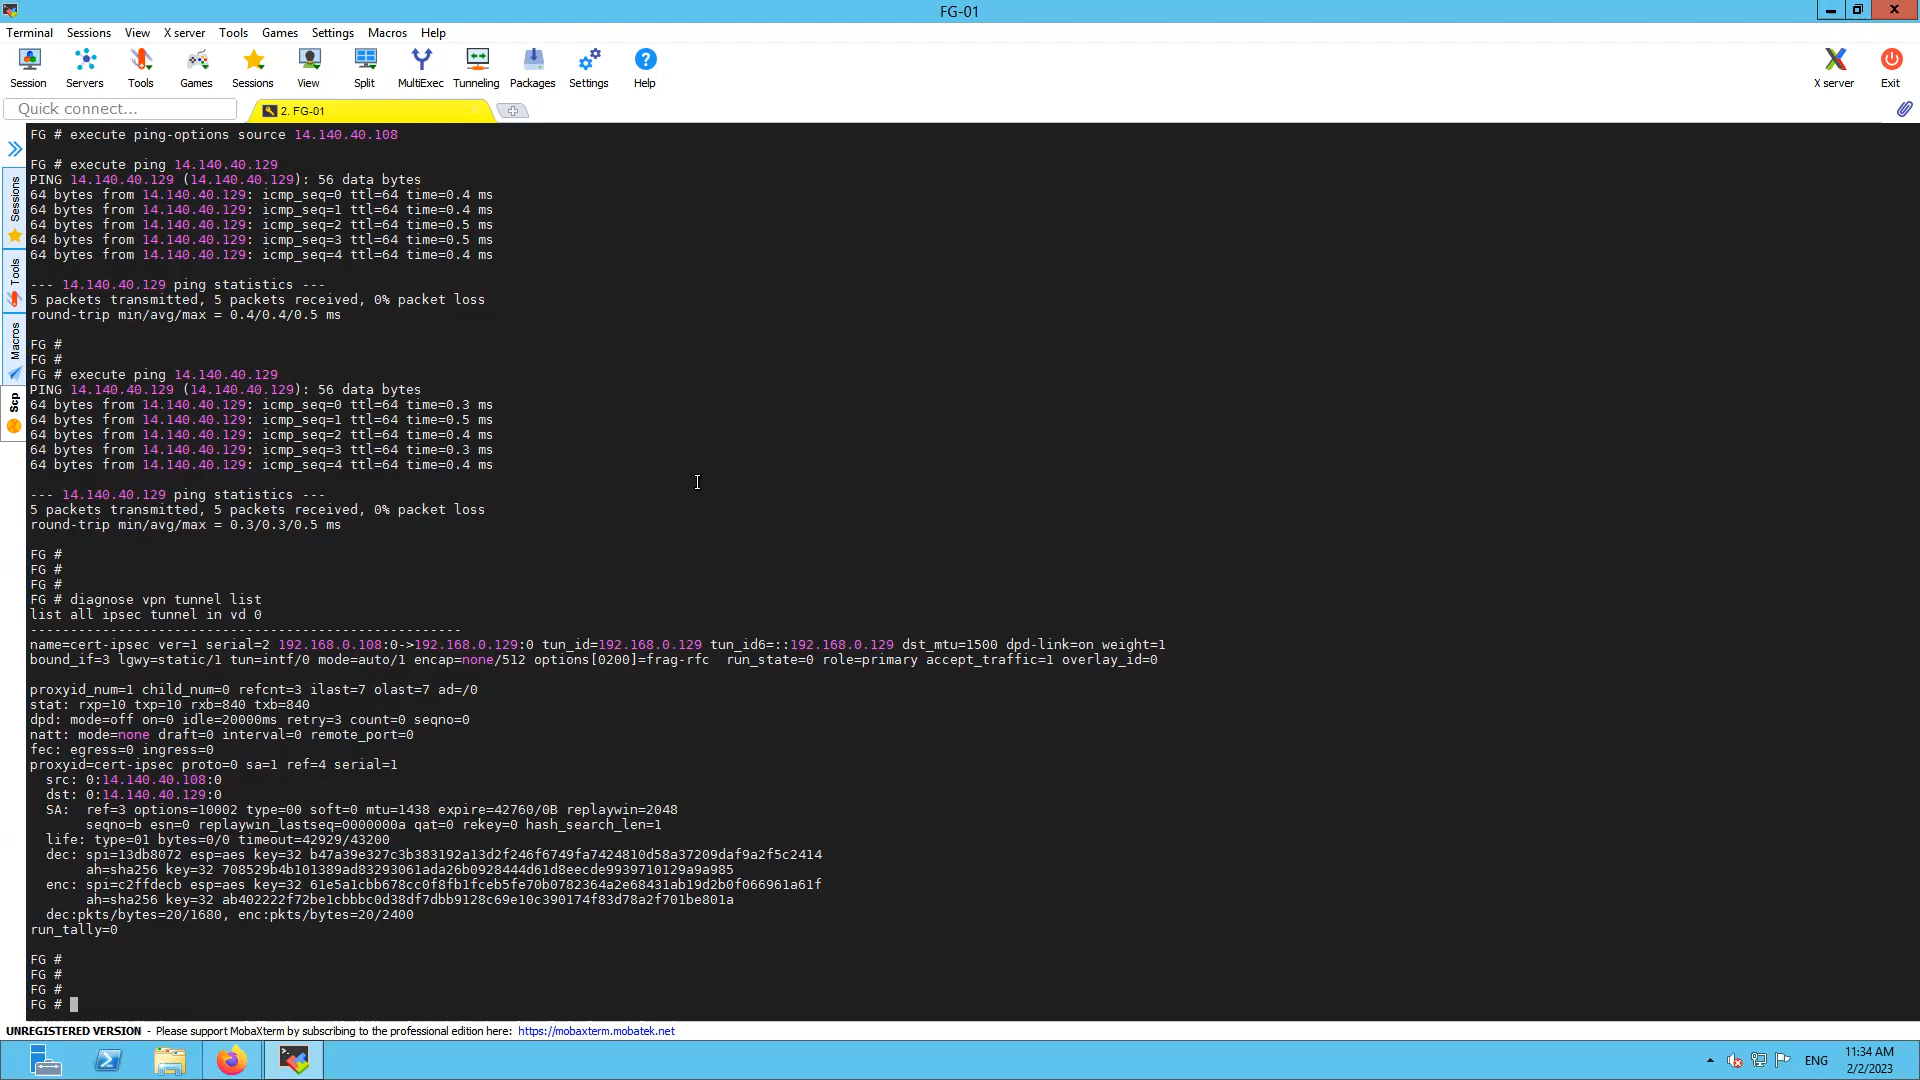 FG-01
Terminal Sessions View X server Tools Games Settings Macros Help
Session Servers Tools Games Sessions View Split MultiExec Tunneling Packages Settings Help X server Exit
Quick connect... 2. FG-01
Sessions
Tools
Macros
Scp
FG # execute ping-options source 14.140.40.108
FG # execute ping 14.140.40.129
PING 14.140.40.129 (14.140.40.129): 56 data bytes
64 bytes from 14.140.40.129: icmp_seq=0 ttl=64 time=0.4 ms
64 bytes from 14.140.40.129: icmp_seq=1 ttl=64 time=0.4 ms
64 bytes from 14.140.40.129: icmp_seq=2 ttl=64 time=0.5 ms
64 bytes from 14.140.40.129: icmp_seq=3 ttl=64 time=0.5 ms
64 bytes from 14.140.40.129: icmp_seq=4 ttl=64 time=0.4 ms
--- 14.140.40.129 ping statistics ---
5 packets transmitted, 5 packets received, 0% packet loss
round-trip min/avg/max = 0.4/0.4/0.5 ms
FG #
FG #
FG # execute ping 14.140.40.129
PING 14.140.40.129 (14.140.40.129): 56 data bytes
64 bytes from 14.140.40.129: icmp_seq=0 ttl=64 time=0.3 ms
64 bytes from 14.140.40.129: icmp_seq=1 ttl=64 time=0.5 ms
64 bytes from 14.140.40.129: icmp_seq=2 ttl=64 time=0.4 ms
64 bytes from 14.140.40.129: icmp_seq=3 ttl=64 time=0.3 ms
64 bytes from 14.140.40.129: icmp_seq=4 ttl=64 time=0.4 ms
--- 14.140.40.129 ping statistics ---
5 packets transmitted, 5 packets received, 0% packet loss
round-trip min/avg/max = 0.3/0.3/0.5 ms
FG #
FG #
FG #
FG # diagnose vpn tunnel list
list all ipsec tunnel in vd 0
------------------------------------------------------
name=cert-ipsec ver=1 serial=2 192.168.0.108:0->192.168.0.129:0 tun_id=192.168.0.129 tun_id6=::192.168.0.129 dst_mtu=1500 dpd-link=on weight=1
bound_if=3 lgwy=static/1 tun=intf/0 mode=auto/1 encap=none/512 options[0200]=frag-rfc  run_state=0 role=primary accept_traffic=1 overlay_id=0
proxyid_num=1 child_num=0 refcnt=3 ilast=7 olast=7 ad=/0
stat: rxp=10 txp=10 rxb=840 txb=840
dpd: mode=off on=0 idle=20000ms retry=3 count=0 seqno=0
natt: mode=none draft=0 interval=0 remote_port=0
fec: egress=0 ingress=0
proxyid=cert-ipsec proto=0 sa=1 ref=4 serial=1
src: 0:14.140.40.108:0
dst: 0:14.140.40.129:0
SA:  ref=3 options=10002 type=00 soft=0 mtu=1438 expire=42760/0B replaywin=2048
seqno=b esn=0 replaywin_lastseq=0000000a qat=0 rekey=0 hash_search_len=1
life: type=01 bytes=0/0 timeout=42929/43200
dec: spi=13db8072 esp=aes key=32 b47a39e327c3b383192a13d2f246f6749fa7424810d58a37209daf9a2f5c2414
ah=sha256 key=32 708529b4b101389ad83293061ada26b0928444d61d8eecde9939710129a9a985
enc: spi=c2ffdecb esp=aes key=32 61e5a1cbb678cc0f8fb1fceb5fe70b0782364a2e68431ab19d2b0f066961a61f
ah=sha256 key=32 ab402222f72be1cbbbc0d38df7dbb9128c69e10c390174f83d78a2f701be801a
dec:pkts/bytes=20/1680, enc:pkts/bytes=20/2400
run_tally=0
FG #
FG #
FG #
FG #
UNREGISTERED VERSION - Please support MobaXterm by subscribing to the professional edition here: https://mobaxterm.mobatek.net
ENG
11:34 AM
2/2/2023